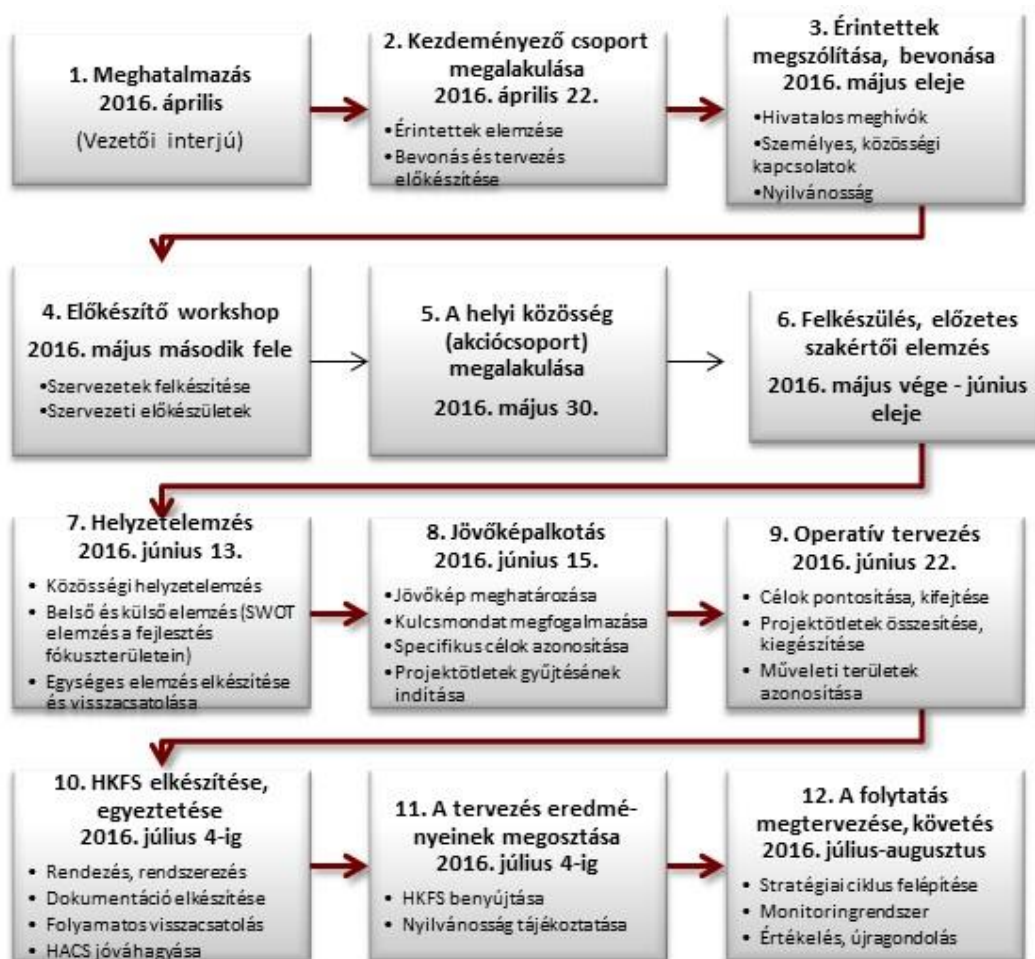 1. Meghatalmazás
2016. április
(Vezetői interjú)
2. Kezdeményező csoport
megalakulása
2016. április 22.
•Érintettek elemzése
•Bevonás és tervezés
előkészítése
3. Érintettek
megszólítása, bevonása
2016. május eleje
•Hivatalos meghívók
•Személyes, közösségi
kapcsolatok
•Nyilvánosság
4. Előkészítő workshop
2016. május második fele
•Szervezetek felkészítése
•Szervezeti előkészületek
5. A helyi közösség
(akciócsoport)
megalakulása
2016. május 30.
6. Felkészülés, előzetes
szakértői elemzés
2016. május vége - június
eleje
7. Helyzetelemzés
2016. június 13.
• Közösségi helyzetelemzés
• Belső és külső elemzés (SWOT
elemzés a fejlesztés
fókuszterületein)
• Egységes elemzés elkészítése
és visszacsatolása
8. Jövőképalkotás
2016. június 15.
•Jövőkép meghatározása
•Kulcsmondat megfogalmazása
•Specifikus célok azonosítása
•Projektötletek gyűjtésének
indítása
9. Operatív tervezés
2016. június 22.
• Célok pontosítása, kifejtése
• Projektötletek összesítése,
kiegészítése
• Műveleti területek
azonosítása
10. HKFS elkészítése,
egyeztetése
2016. július 4-ig
• Rendezés, rendszerezés
• Dokumentáció elkészítése
• Folyamatos visszacsatolás
• HACS jóváhagyása
11. A tervezés eredmé-
nyeinek megosztása
2016. július 4-ig
• HKFS benyújtása
• Nyilvánosság tájékoztatása
12. A folytatás
megtervezése, követés
2016. július-augusztus
• Stratégiai ciklus felépítése
• Monitoringrendszer
• Értékelés, újragondolás